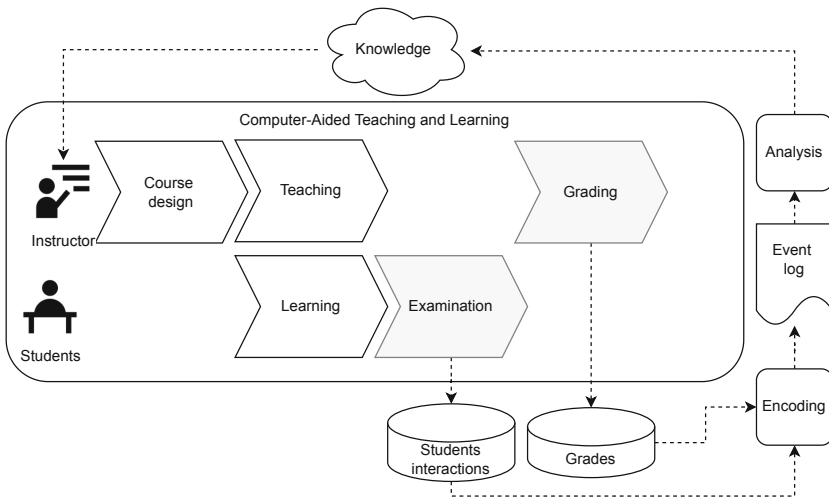 Knowledge
Computer-Aided Teaching and Learning
Course
design
Teaching
Grading
Analysis
Instructor
Event
log
Learning
Examination
Students
Encoding
Students
interactions
Grades